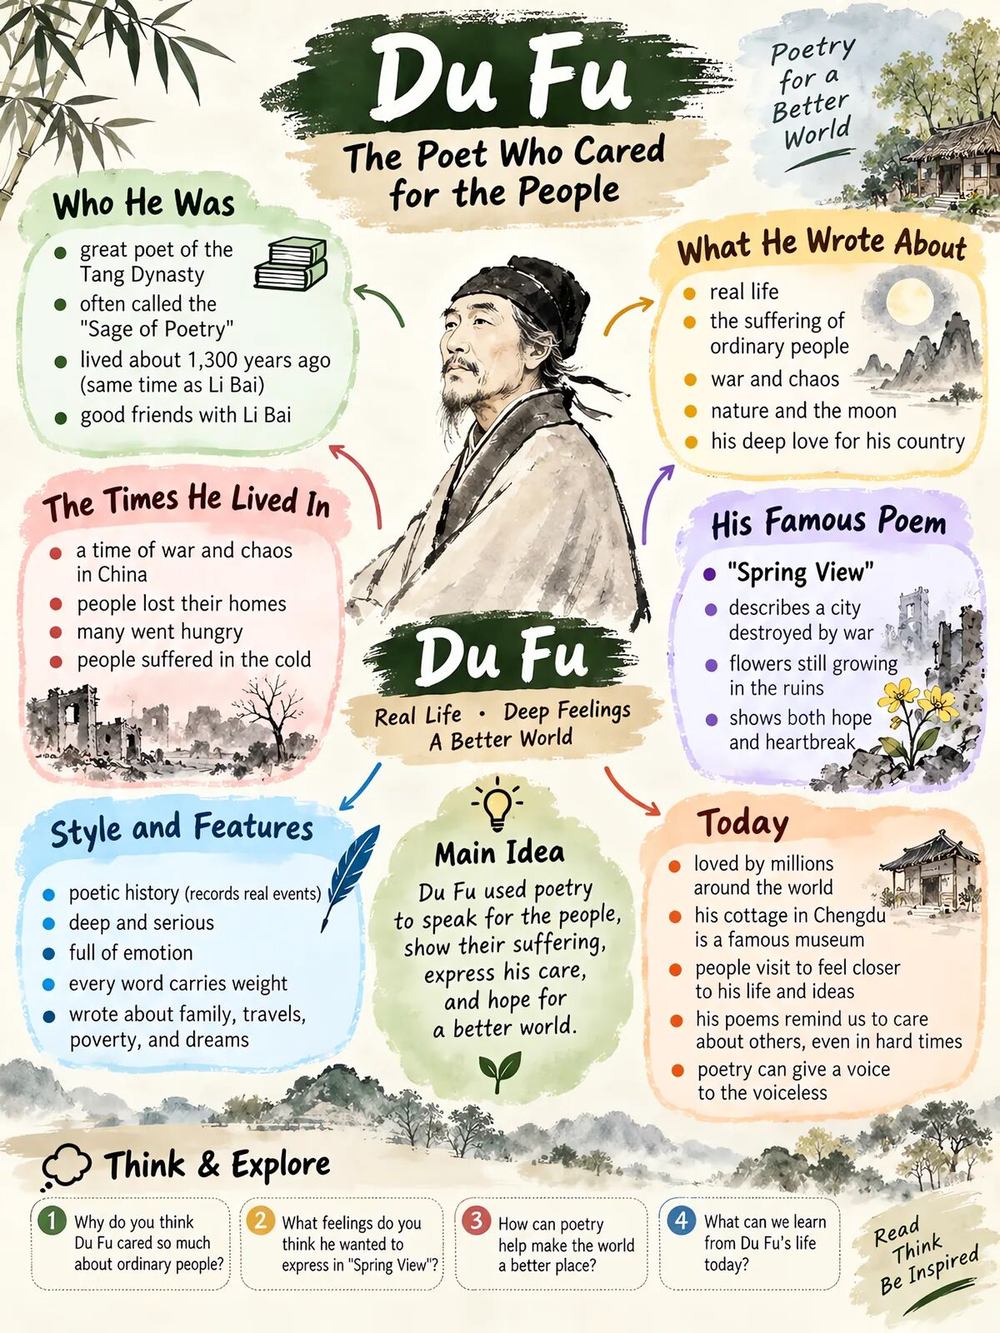 Du Fu
The Poet Who Cared
for the People
Poetry
for a
Better
World
Who He Was
great poet of the
Tang Dynasty
often called the
"Sage of Poetry"
lived about 1,300 years ago
(same time as Li Bai)
good friends with Li Bai
What He Wrote About
real life
the suffering of
ordinary people
war and chaos
nature and the moon
his deep love for his country
The Times He Lived In
a time of war and chaos
in China
people lost their homes
many went hungry
people suffered in the cold
His Famous Poem
"Spring View"
describes a city
destroyed by war
flowers still growing
in the ruins
shows both hope
and heartbreak
Du Fu
Real Life • Deep Feelings
A Better World
Style and Features
poetic history (records real events)
deep and serious
full of emotion
every word carries weight
wrote about family, travels,
poverty, and dreams
Main Idea
Du Fu used poetry
to speak for the people,
show their suffering,
express his care,
and hope for
a better world.
Today
loved by millions
around the world
his cottage in Chengdu
is a famous museum
people visit to feel closer
to his life and ideas
his poems remind us to care
about others, even in hard times
poetry can give a voice
to the voiceless
Think & Explore
1 Why do you think
Du Fu cared so much
about ordinary people?
2 What feelings do you
think he wanted to
express in "Spring View"?
3 How can poetry
help make the world
a better place?
4 What can we learn
from Du Fu's life
today?
Read
Think
Be Inspired